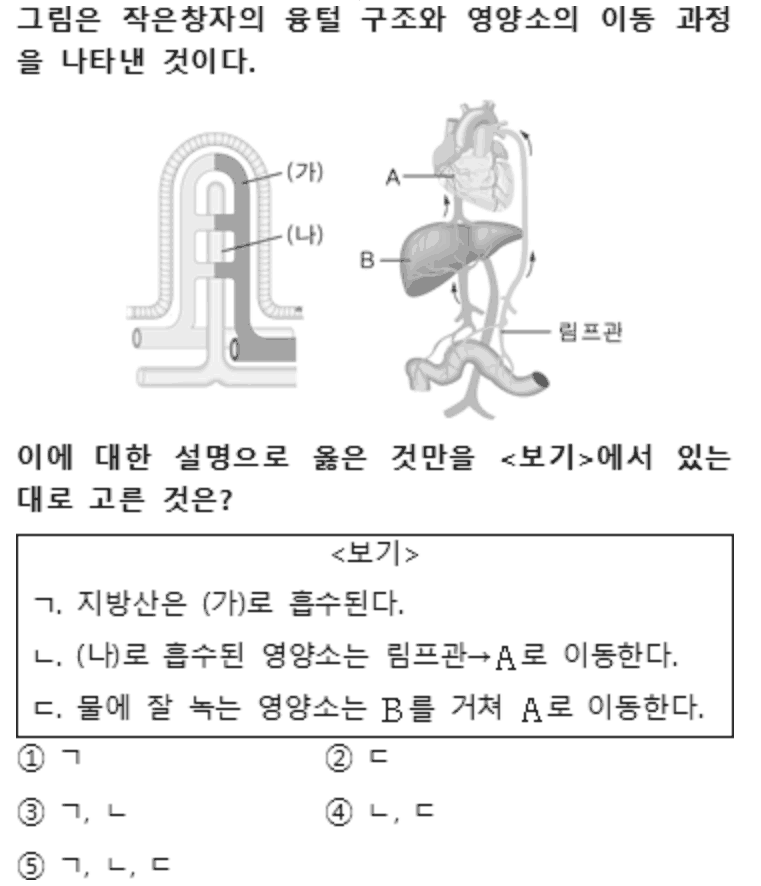 그림은 작은창자의 융털 구조와 영양소의 이동 과정
을 나타낸 것이다.
(가)
(나)
A
B
림프관
이에 대한 설명으로 옳은 것만을 <보기>에서 있는
대로 고른 것은?
<보기>
ㄱ. 지방산은 (가)로 흡수된다.
ㄴ. (나)로 흡수된 영양소는 림프관→A로 이동한다.
ㄷ. 물에 잘 녹는 영양소는 B를 거쳐 A로 이동한다.
① ㄱ ② ㄷ
③ ㄱ, ㄴ ④ ㄴ, ㄷ
⑤ ㄱ, ㄴ, ㄷ